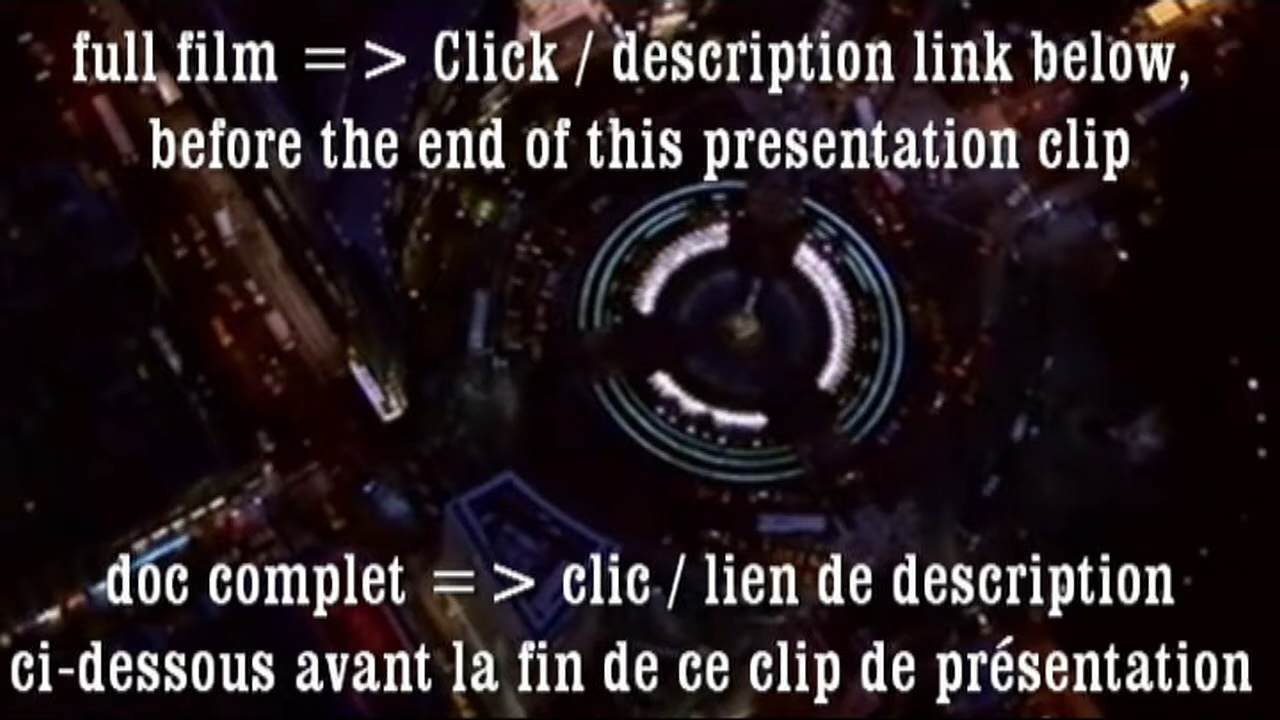 full film = > Click / description link below,
before the end of this presentation clip
doc complet = > clic / lien de description
ci-dessous avant la fin de ce clip de présentation